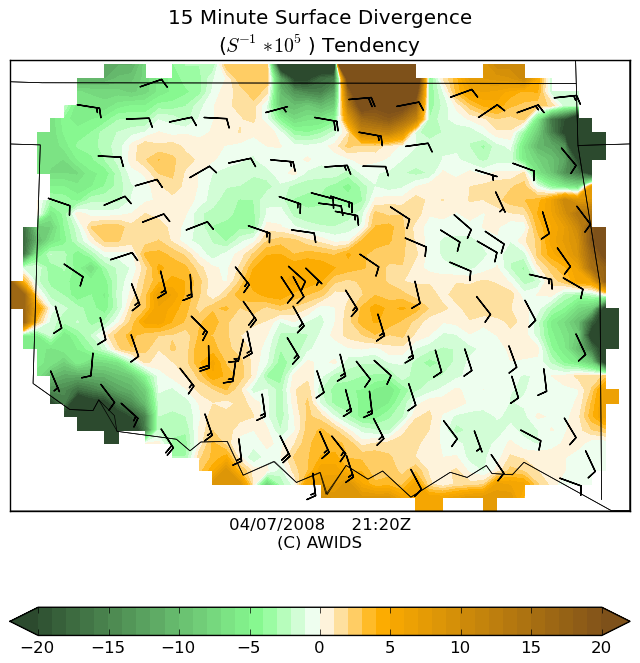 15 Minute Surface Divergence
(S⁻¹ * 10⁵ ) Tendency
04/07/2008 21:20Z
(C) AWIDS
−20 −15 −10 −5 0 5 10 15 20